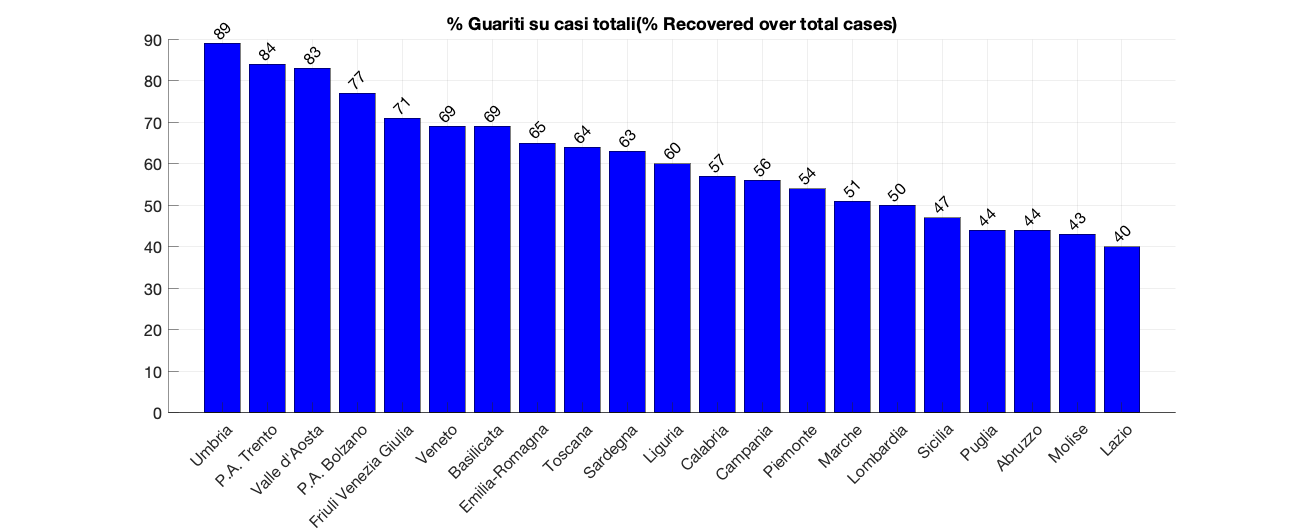 % Guariti su casi totali(% Recovered over total cases)
90
80
70
60
50
40
30
20
10
0
89
84
83
77
71
69
69
65
64
63
60
57
56
54
51
50
47
44
44
43
40
Umbria
P.A. Trento
Valle d'Aosta
P.A. Bolzano
Friuli Venezia Giulia
Veneto
Basilicata
Emilia-Romagna
Toscana
Sardegna
Liguria
Calabria
Campania
Piemonte
Marche
Lombardia
Sicilia
Puglia
Abruzzo
Molise
Lazio